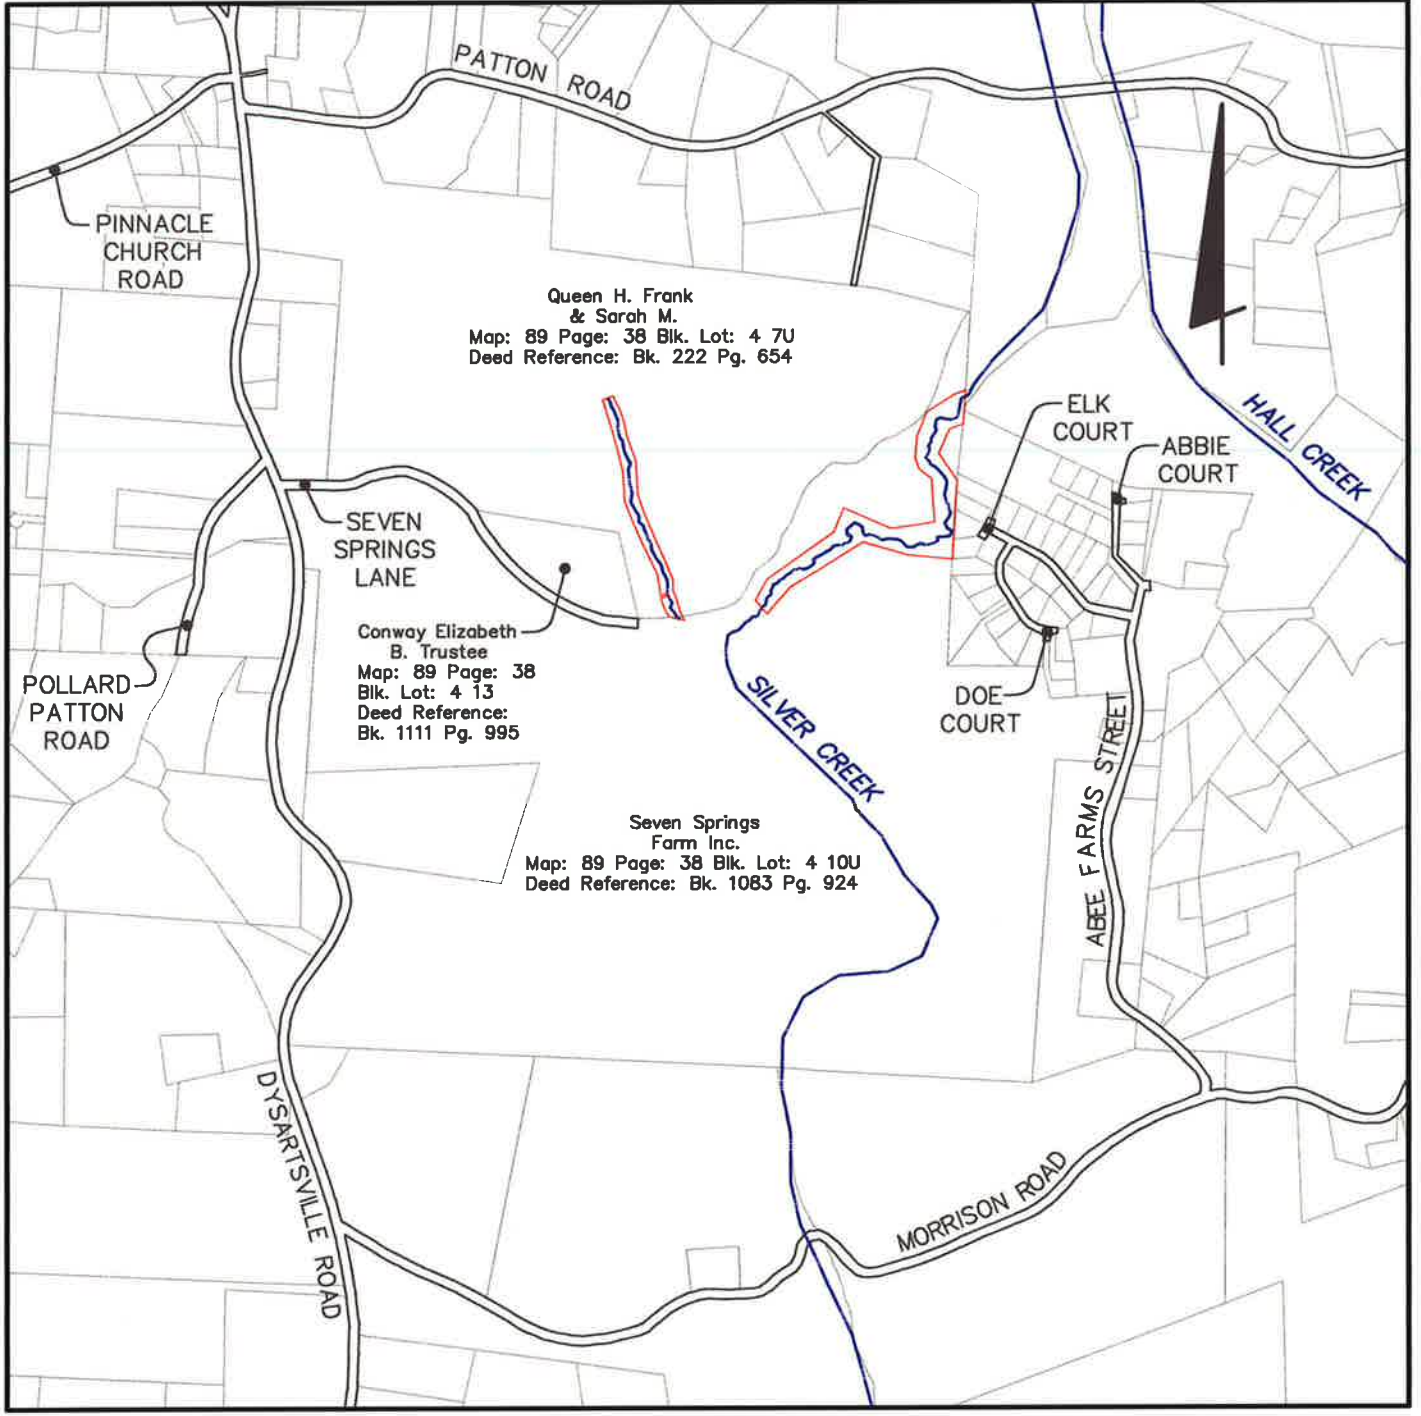 PATTON ROAD
PINNACLE
CHURCH
ROAD
Queen H. Frank
& Sarah M.
Map: 89 Page: 38 Blk. Lot: 4 7U
Deed Reference: Bk. 222 Pg. 654
ELK
COURT
ABBIE
COURT
HALL CREEK
SEVEN
SPRINGS
LANE
Conway Elizabeth
B. Trustee
Map: 89 Page: 38
Blk. Lot: 4 13
Deed Reference:
Bk. 1111 Pg. 995
POLLARD
PATTON
ROAD
SILVER CREEK
DOE
COURT
ABEE FARMS STREET
Seven Springs
Farm Inc.
Map: 89 Page: 38 Blk. Lot: 4 10U
Deed Reference: Bk. 1083 Pg. 924
DYSARTSVILLE ROAD
MORRISON ROAD